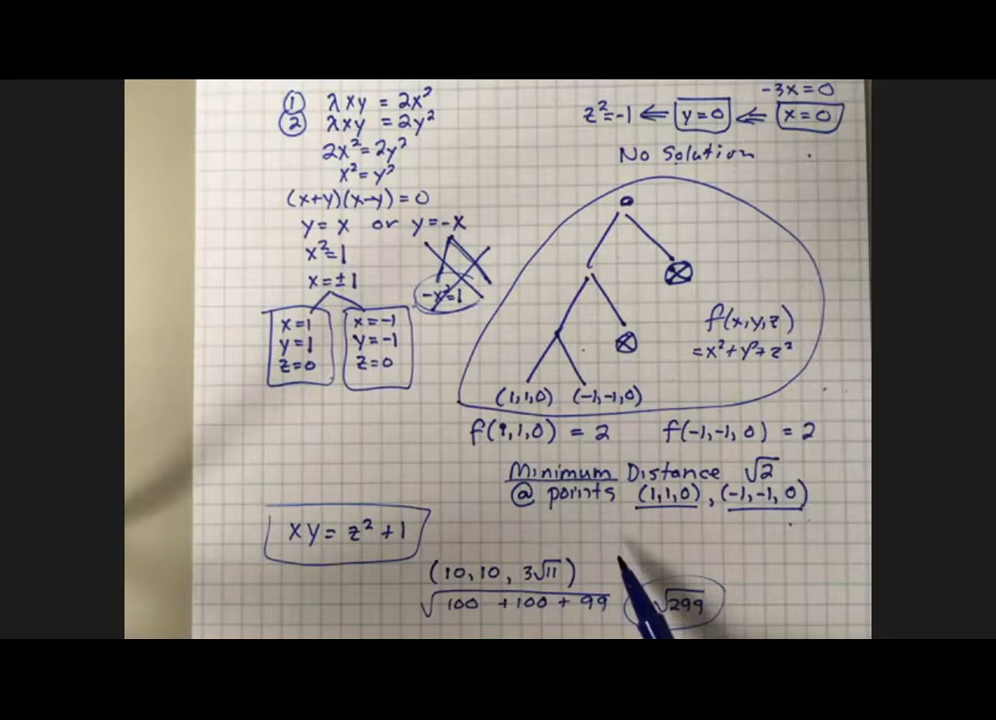 ① λxy = 2x²
② λxy = 2y²
2x² = 2y²
x² = y²
(x+y)(x-y) = 0
y = x or y = -x
x² = 1
x = ±1
-x² = 1
x = 1
y = 1
z = 0
x = -1
y = -1
z = 0
-3x = 0
z² = -1 ⇐ y = 0 ⇐ x = 0
No Solution
f(x,y,z)
= x² + y² + z²
(1,1,0) (-1,-1,0)
f(1,1,0) = 2 f(-1,-1,0) = 2
Minimum Distance √2
@ points (1,1,0), (-1,-1,0)
xy = z² + 1
(10, 10, 3√11)
√100 + 100 + 99 √299